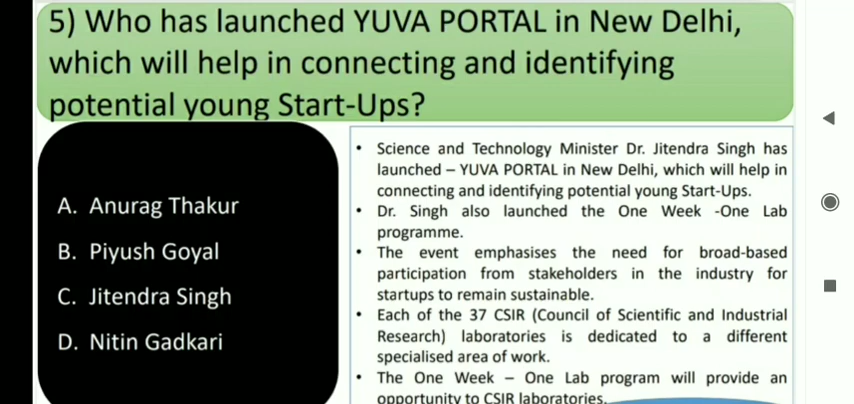 5) Who has launched YUVA PORTAL in New Delhi,
which will help in connecting and identifying
potential young Start-Ups?
A. Anurag Thakur
B. Piyush Goyal
C. Jitendra Singh
D. Nitin Gadkari
• Science and Technology Minister Dr. Jitendra Singh has
launched – YUVA PORTAL in New Delhi, which will help in
connecting and identifying potential young Start-Ups.
• Dr. Singh also launched the One Week -One Lab
programme.
• The event emphasises the need for broad-based
participation from stakeholders in the industry for
startups to remain sustainable.
• Each of the 37 CSIR (Council of Scientific and Industrial
Research) laboratories is dedicated to a different
specialised area of work.
• The One Week – One Lab program will provide an
opportunity to CSIR laboratories.